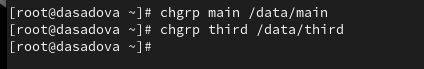 [root@dasadova ~]# chgrp main /data/main
[root@dasadova ~]# chgrp third /data/third
[root@dasadova ~]#